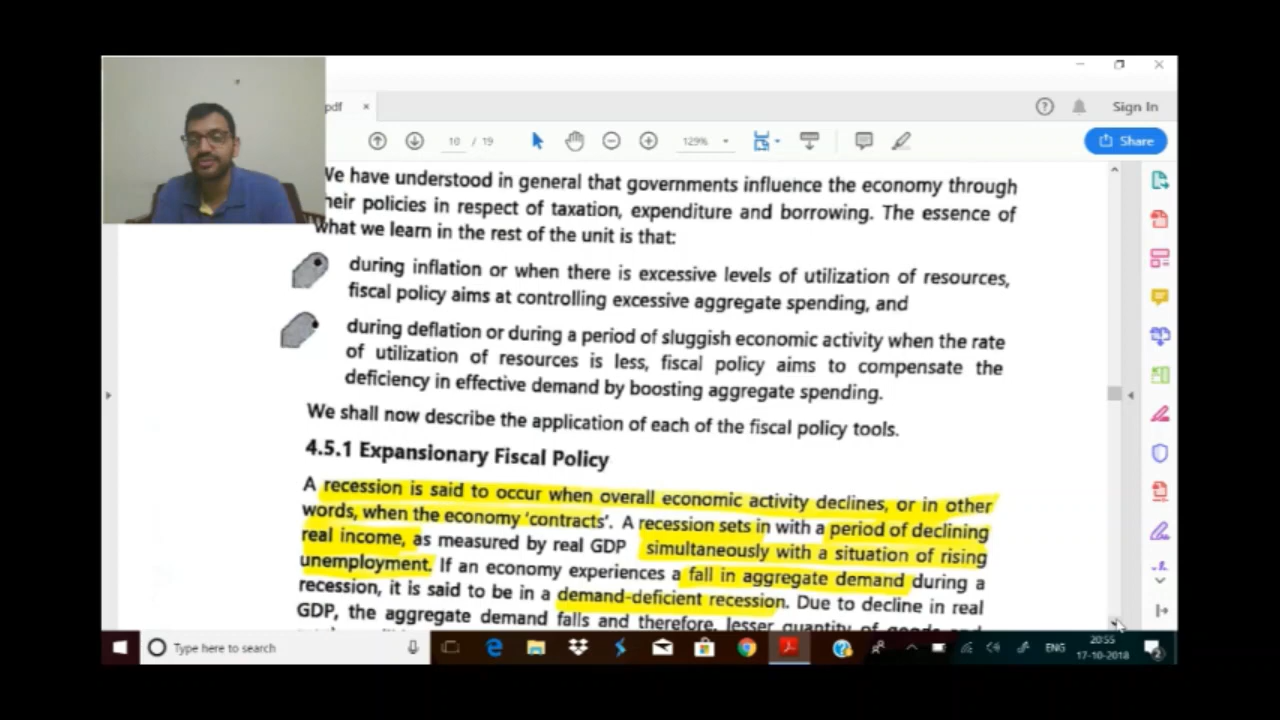 pdf
Sign In
10 / 19
129%
Share
We have understood in general that governments influence the economy through
their policies in respect of taxation, expenditure and borrowing. The essence of
what we learn in the rest of the unit is that:
during inflation or when there is excessive levels of utilization of resources,
fiscal policy aims at controlling excessive aggregate spending, and
during deflation or during a period of sluggish economic activity when the rate
of utilization of resources is less, fiscal policy aims to compensate the
deficiency in effective demand by boosting aggregate spending.
We shall now describe the application of each of the fiscal policy tools.
4.5.1 Expansionary Fiscal Policy
A recession is said to occur when overall economic activity declines, or in other
words, when the economy 'contracts'. A recession sets in with a period of declining
real income, as measured by real GDP simultaneously with a situation of rising
unemployment. If an economy experiences a fall in aggregate demand during a
recession, it is said to be in a demand-deficient recession. Due to decline in real
GDP, the aggregate demand falls and therefore, lesser quantity of goods and
Type here to search
ENG
20:55
17-10-2018